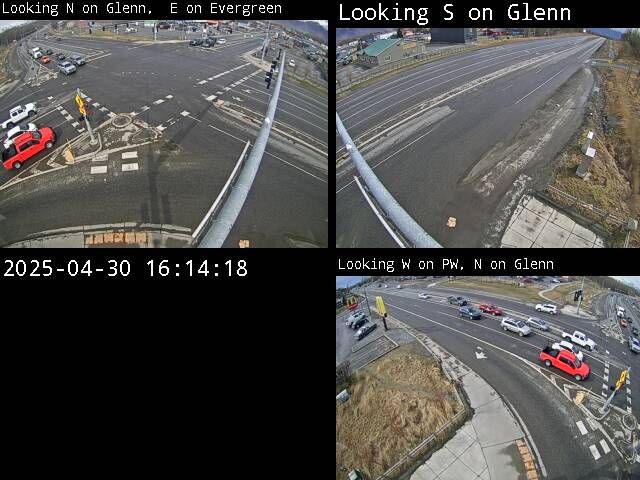 Looking N on Glenn,  E on Evergreen
Looking S on Glenn
2025-04-30 16:14:18
Looking W on PW, N on Glenn